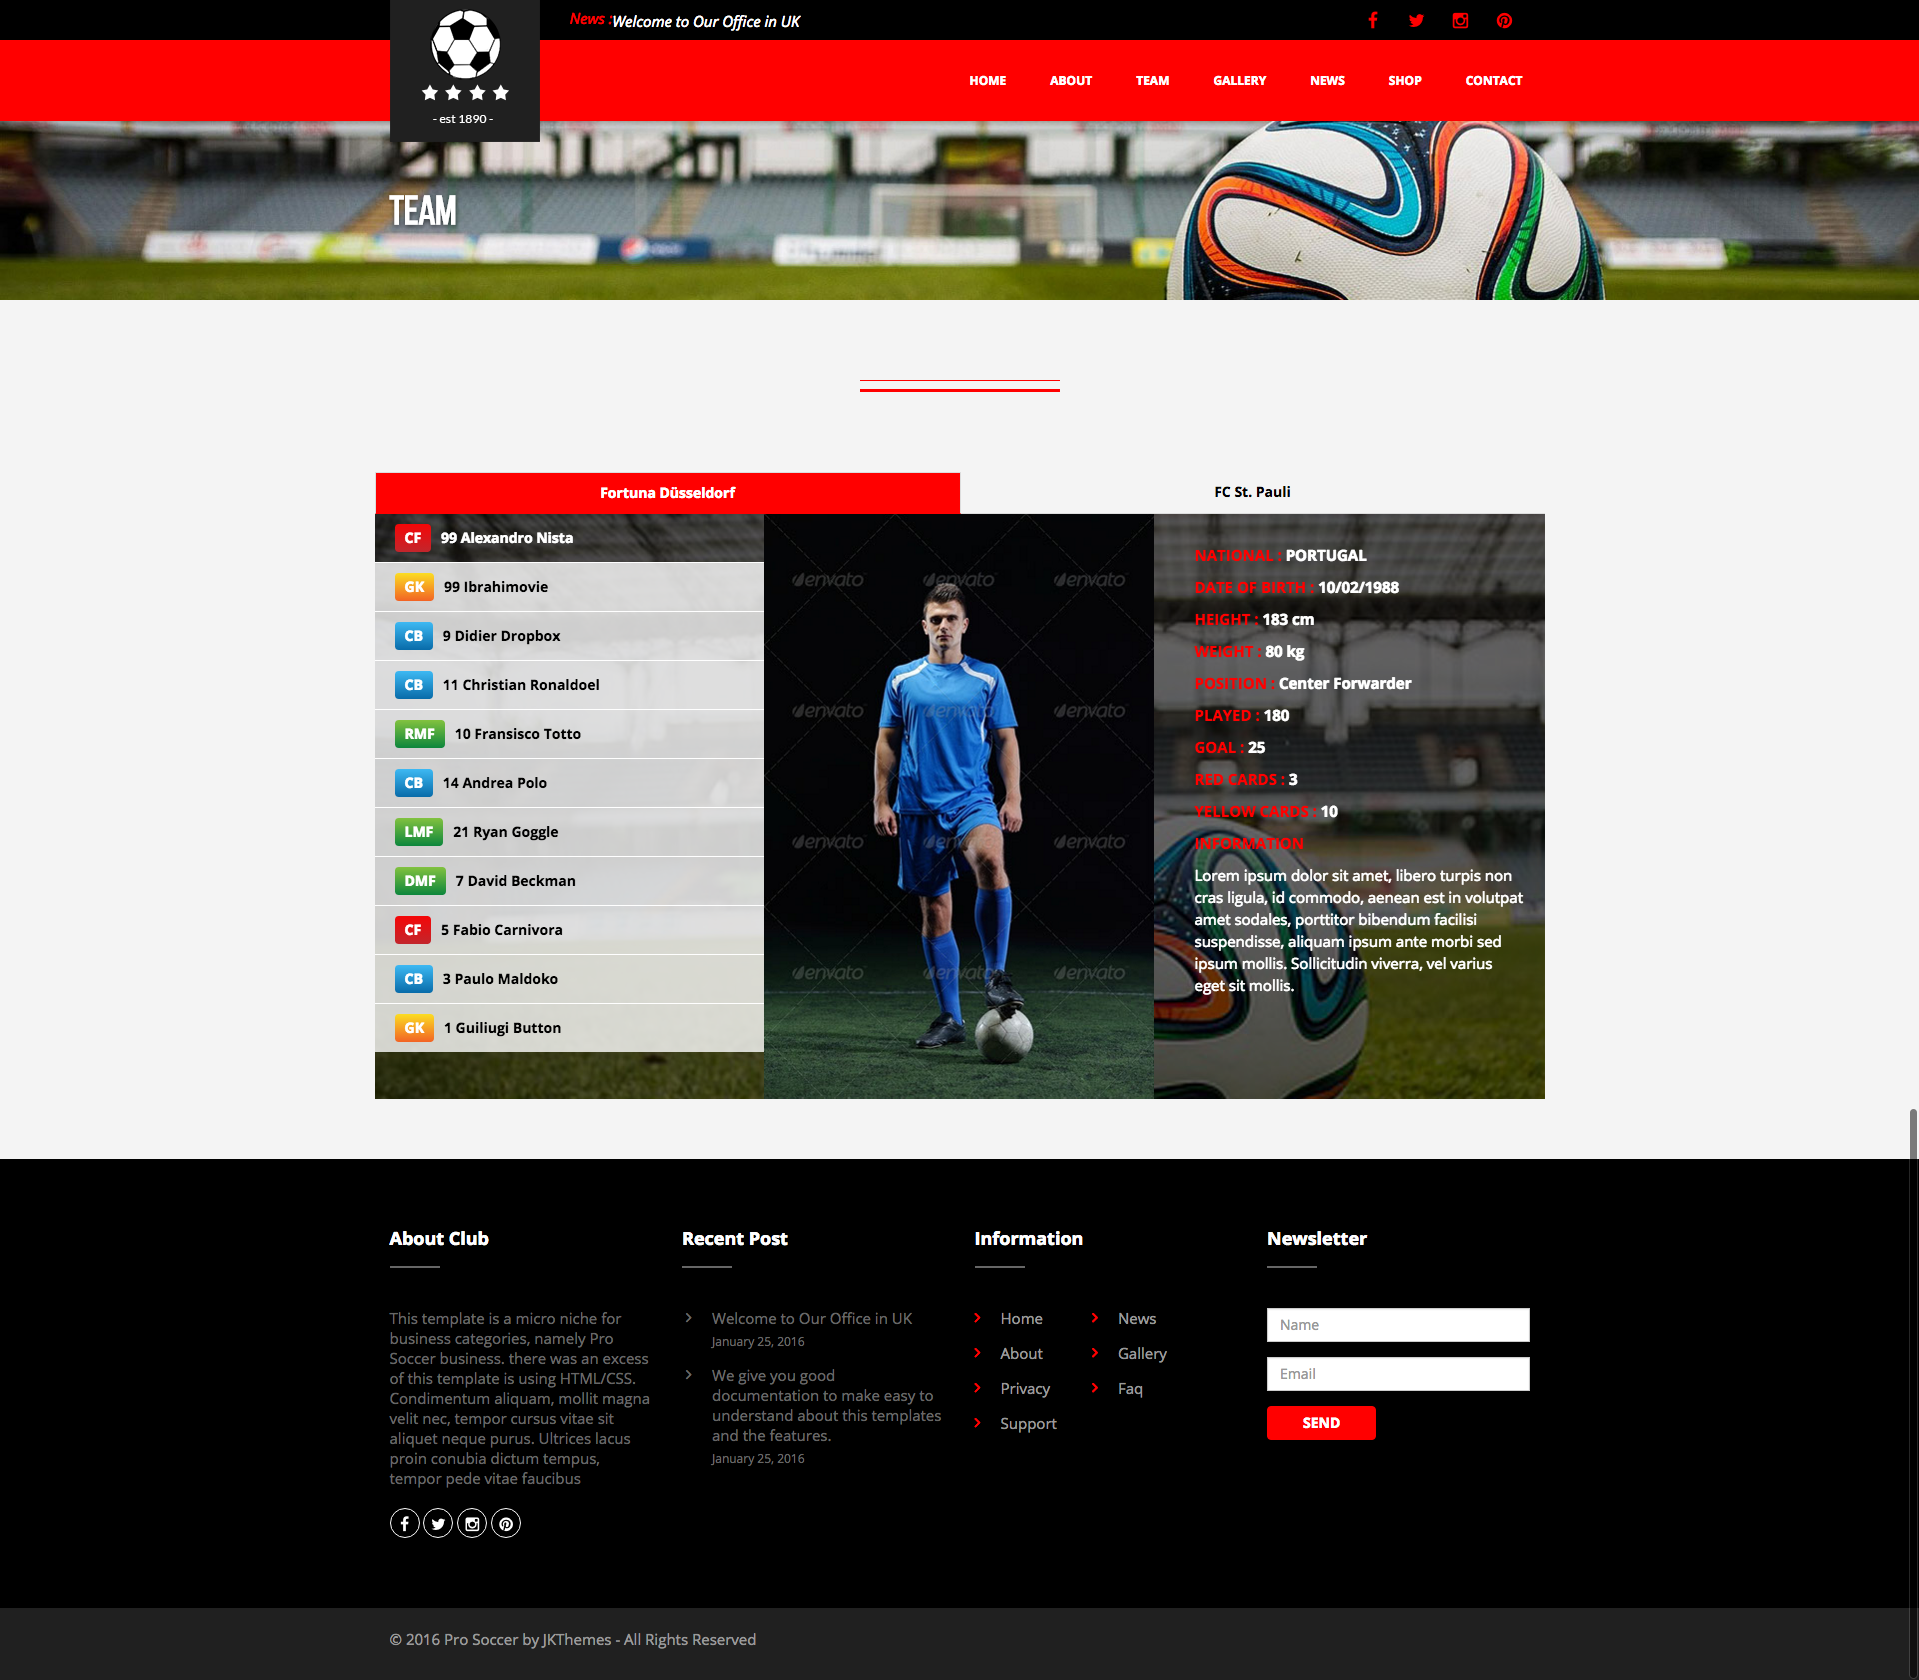 News : Welcome to Our Office in UK
- est 1890 -
HOME ABOUT TEAM GALLERY NEWS SHOP CONTACT
TEAM
Fortuna Düsseldorf
FC St. Pauli
CF 99 Alexandro Nista
GK 99 Ibrahimovie
CB 9 Didier Dropbox
CB 11 Christian Ronaldoel
RMF 10 Fransisco Totto
CB 14 Andrea Polo
LMF 21 Ryan Goggle
DMF 7 David Beckman
CF 5 Fabio Carnivora
CB 3 Paulo Maldoko
GK 1 Guiliugi Button
envato envato envato
envato envato envato
envato envato envato
envato envato envato
NATIONAL : PORTUGAL
DATE OF BIRTH : 10/02/1988
HEIGHT : 183 cm
WEIGHT : 80 kg
POSITION : Center Forwarder
PLAYED : 180
GOAL : 25
RED CARDS : 3
YELLOW CARDS : 10
INFORMATION
Lorem ipsum dolor sit amet, libero turpis non
cras ligula, id commodo, aenean est in volutpat
amet sodales, porttitor bibendum facilisi
suspendisse, aliquam ipsum ante morbi sed
ipsum mollis. Sollicitudin viverra, vel varius
eget sit mollis.
About Club
This template is a micro niche for
business categories, namely Pro
Soccer business. there was an excess
of this template is using HTML/CSS.
Condimentum aliquam, mollit magna
velit nec, tempor cursus vitae sit
aliquet neque purus. Ultrices lacus
proin conubia dictum tempus,
tempor pede vitae faucibus
Recent Post
Welcome to Our Office in UK
January 25, 2016
We give you good
documentation to make easy to
understand about this templates
and the features.
January 25, 2016
Information
Home
About
Privacy
Support
News
Gallery
Faq
Newsletter
Name
Email
SEND
© 2016 Pro Soccer by JKThemes - All Rights Reserved